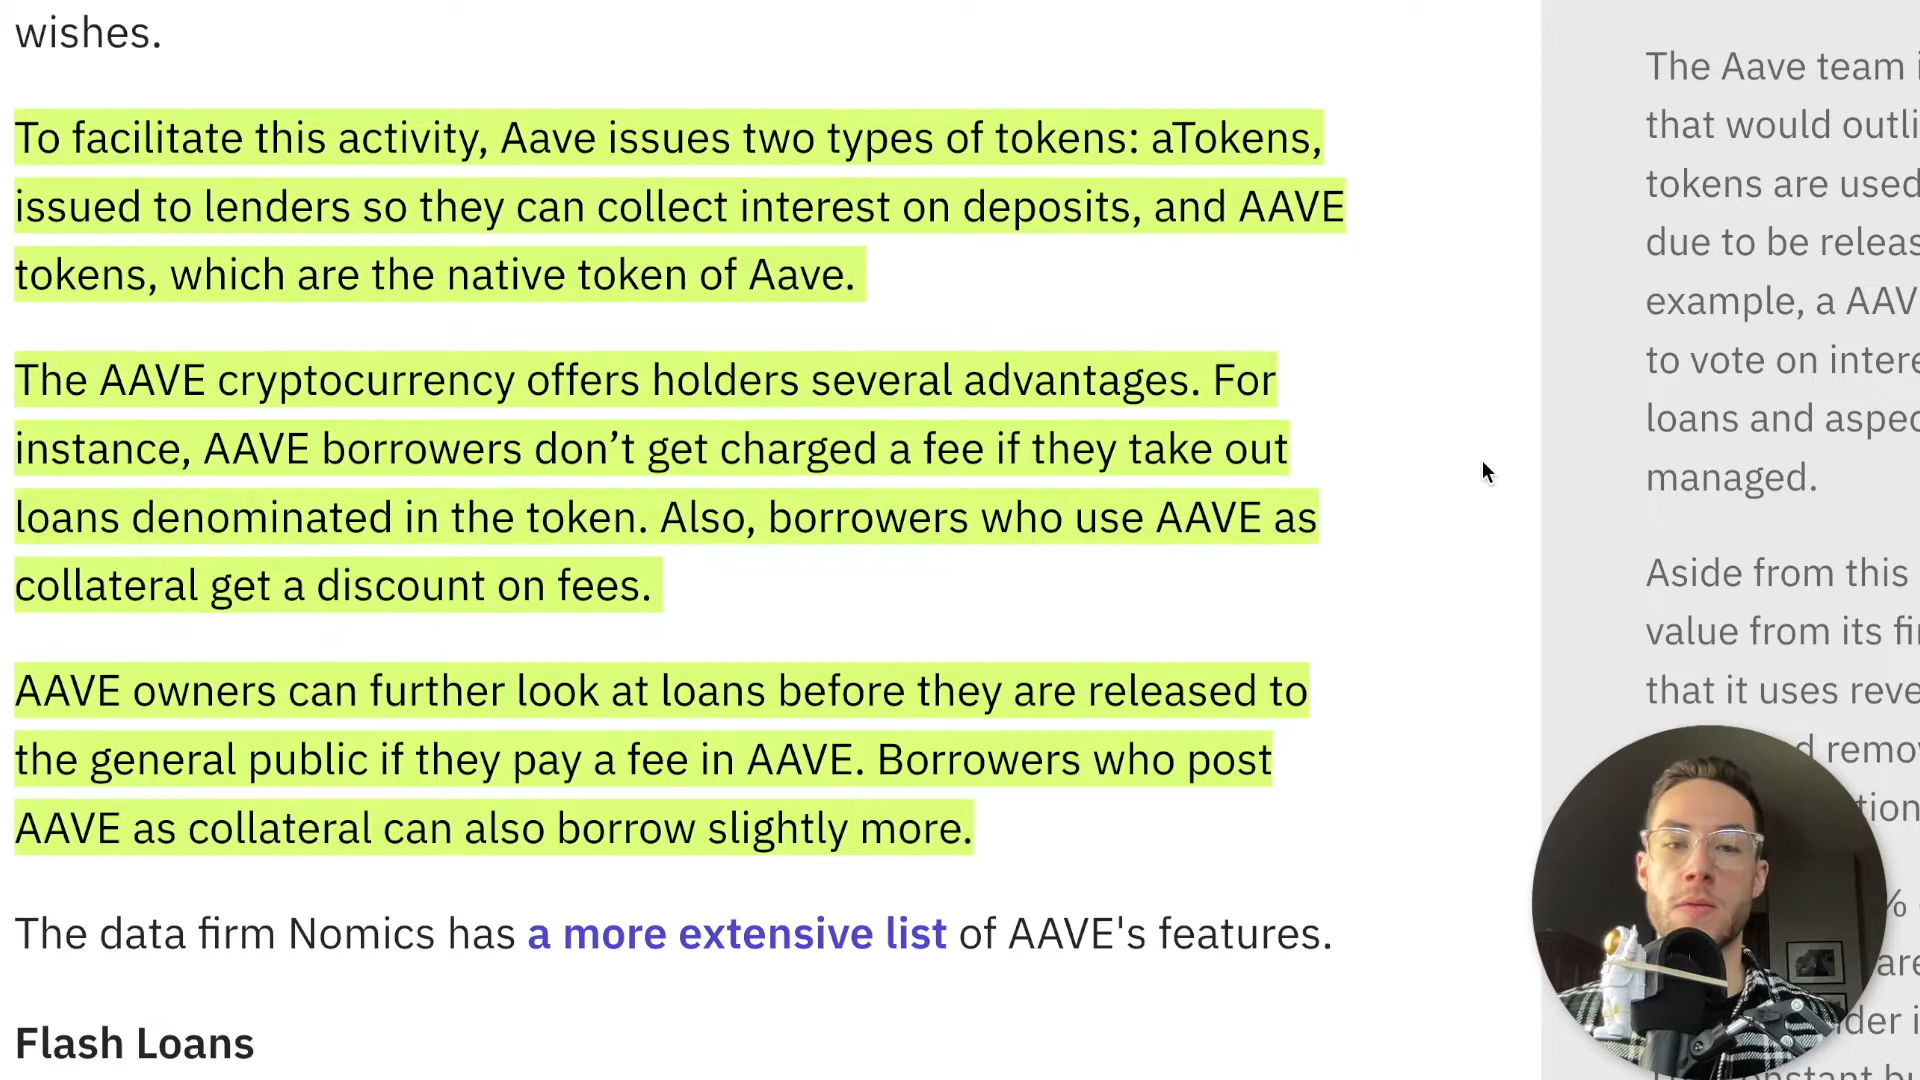 wishes.
To facilitate this activity, Aave issues two types of tokens: aTokens,
issued to lenders so they can collect interest on deposits, and AAVE
tokens, which are the native token of Aave.
The AAVE cryptocurrency offers holders several advantages. For
instance, AAVE borrowers don’t get charged a fee if they take out
loans denominated in the token. Also, borrowers who use AAVE as
collateral get a discount on fees.
AAVE owners can further look at loans before they are released to
the general public if they pay a fee in AAVE. Borrowers who post
AAVE as collateral can also borrow slightly more.
The data firm Nomics has a more extensive list of AAVE's features.
Flash Loans
The Aave team
that would
tokens are used
due to be
example, a
to vote on
loans and
managed.
Aside from this
value from its
that it uses